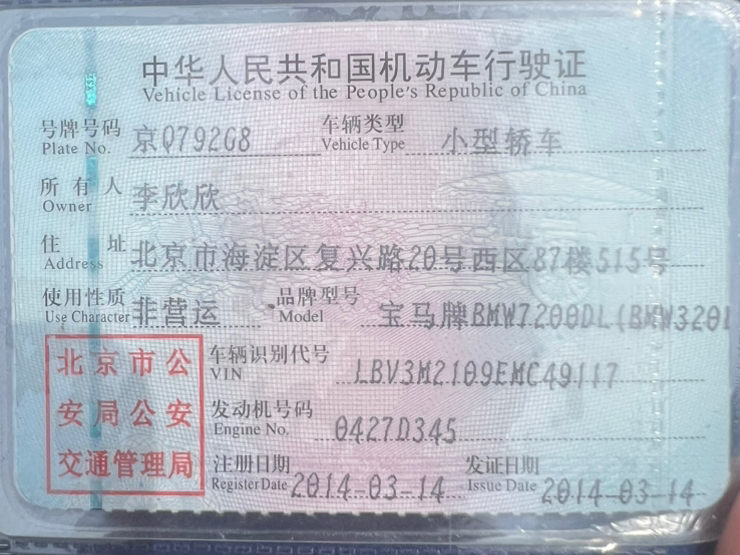 中华人民共和国机动车行驶证
Vehicle License of the People's Republic of China
号牌号码 京Q792G8 车辆类型 小型轿车
Plate No. Vehicle Type
所有人 李欣欣
Owner
住址 北京市海淀区复兴路20号西区87楼515号
Address
使用性质 非营运 品牌型号 宝马牌BMW7200DL(BMW3201
Use Character Model
北京市公 车辆识别代号 LBV3M2109EMC49117
VIN
安局公安 发动机号码 0427D345
Engine No.
交通管理局 注册日期 2014-03-14 发证日期 2014-03-14
Register Date Issue Date